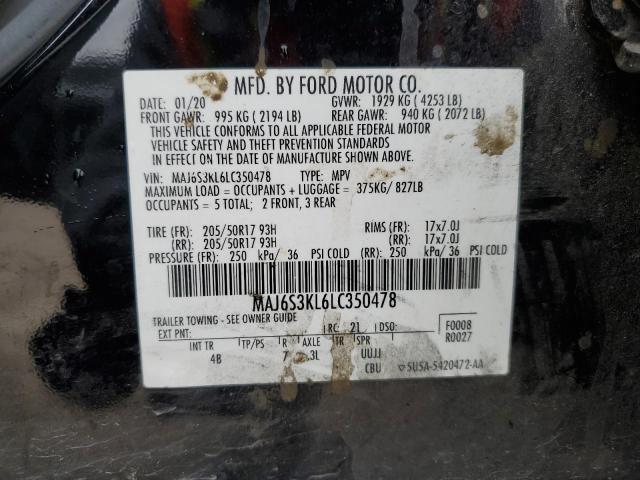 MFD. BY FORD MOTOR CO.
DATE: 01/20 GVWR: 1929 KG ( 4253 LB)
FRONT GAWR: 995 KG ( 2194 LB) REAR GAWR: 940 KG ( 2072 LB)
THIS VEHICLE CONFORMS TO ALL APPLICABLE FEDERAL MOTOR
VEHICLE SAFETY AND THEFT PREVENTION STANDARDS
IN EFFECT ON THE DATE OF MANUFACTURE SHOWN ABOVE.
VIN: MAJ6S3KL6LC350478 TYPE: MPV
MAXIMUM LOAD = OCCUPANTS + LUGGAGE = 375KG/ 827LB
OCCUPANTS = 5 TOTAL; 2 FRONT, 3 REAR
TIRE (FR): 205/50R17 93H RIMS (FR): 17x7.0J
(RR): 205/50R17 93H (RR): 17x7.0J
PRESSURE (FR): 250 kPa/ 36 PSI COLD (RR): 250 kPa/ 36 PSI COLD
MAJ6S3KL6LC350478
TRAILER TOWING - SEE OWNER GUIDE
F0008
EXT PNT: RC: 21 DSO:
R0027
INT TR TP/PS R AXLE TR SPR
4B 7 3L UUJJ
CBU 5U5A-5420472-AA